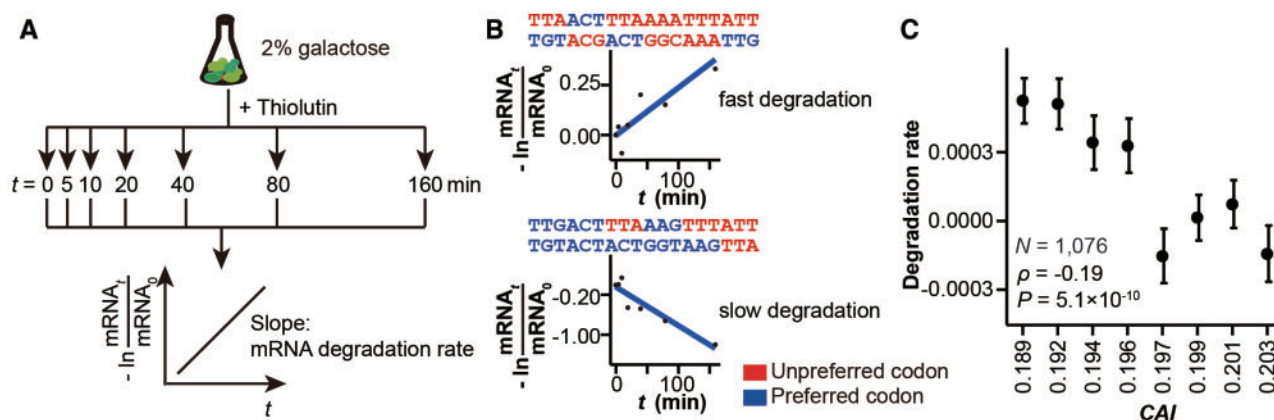 A
2% galactose
+ Thiolutin
t = 0 5 10 20 40 80 160 min
- ln mRNAt
mRNA0
Slope:
mRNA degradation rate
t
B
TTAACTTTAAAATTTATT
TGTACGACTGGCAAATTG
0.25
0.00
- ln mRNAt
mRNA0
fast degradation
0 100
t (min)
TTGACTTTAAAGTTTATT
TGTACTACTGGTAAGTTA
-0.20
-1.00
- ln mRNAt
mRNA0
slow degradation
0 100
t (min)
Unpreferred codon
Preferred codon
C
Degradation rate
0.0003
0.0000
-0.0003
N = 1,076
ρ = -0.19
P = 5.1×10⁻¹⁰
0.189
0.192
0.194
0.196
0.197
0.199
0.201
0.203
CAI